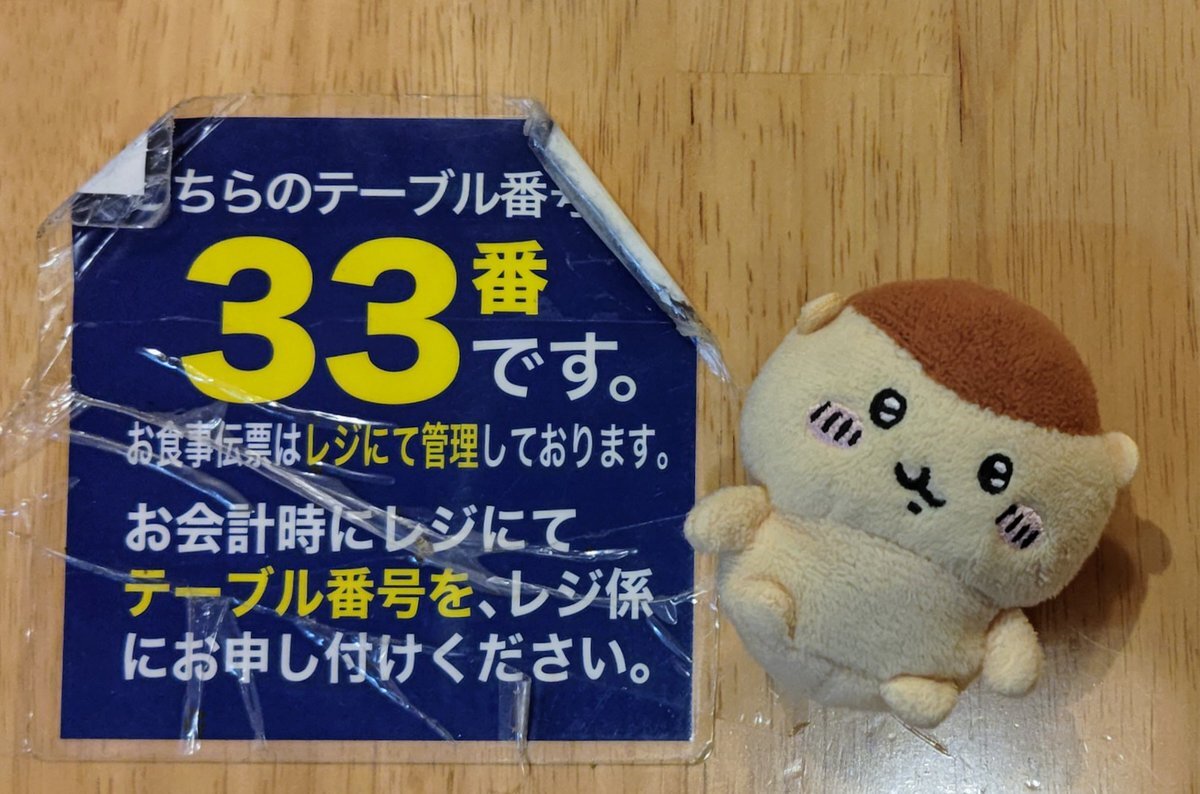 ちらのテーブル番号
33番
です。
お食事伝票はレジにて管理しております。
お会計時にレジにて
テーブル番号を、レジ係
にお申し付けください。